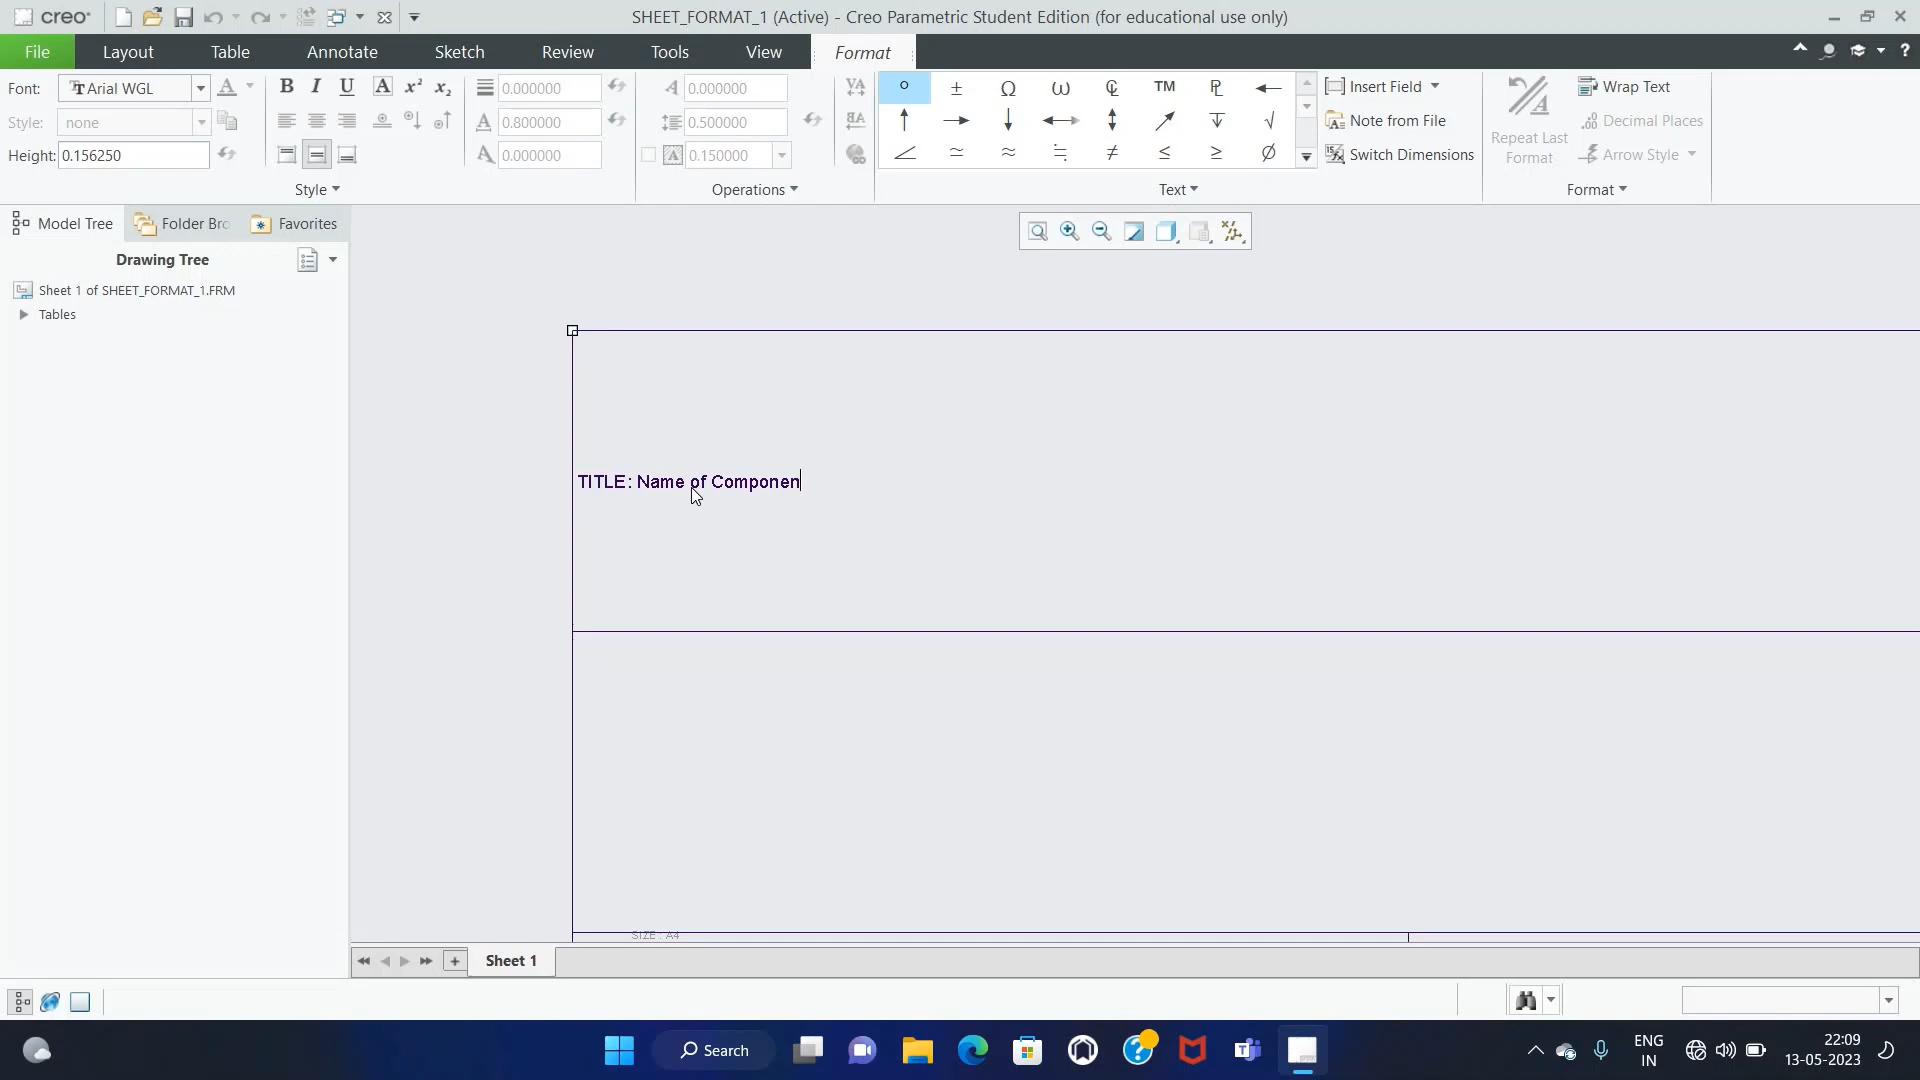 creo
SHEET_FORMAT_1 (Active) - Creo Parametric Student Edition (for educational use only)
File Layout Table Annotate Sketch Review Tools View Format
Font: Arial WGL
B I U A x² x₂
0.000000
0.000000
° ± Ω ω ℄ TM ⅊ ←
Insert Field
Wrap Text
Style: none
0.800000
0.500000
↑ → ↓ ↔ ↕ ↗ √
Note from File
Repeat Last Format
Decimal Places
Height: 0.156250
0.000000
0.150000
∠ ≃ ≈ ≒ ≠ ≤ ≥ Ø
Switch Dimensions
Arrow Style
Style
Operations
Text
Format
Model Tree Folder Bro Favorites
Drawing Tree
Sheet 1 of SHEET_FORMAT_1.FRM
Tables
TITLE: Name of Componen
SIZE : A4
Sheet 1
Search
ENG
IN
22:09
13-05-2023